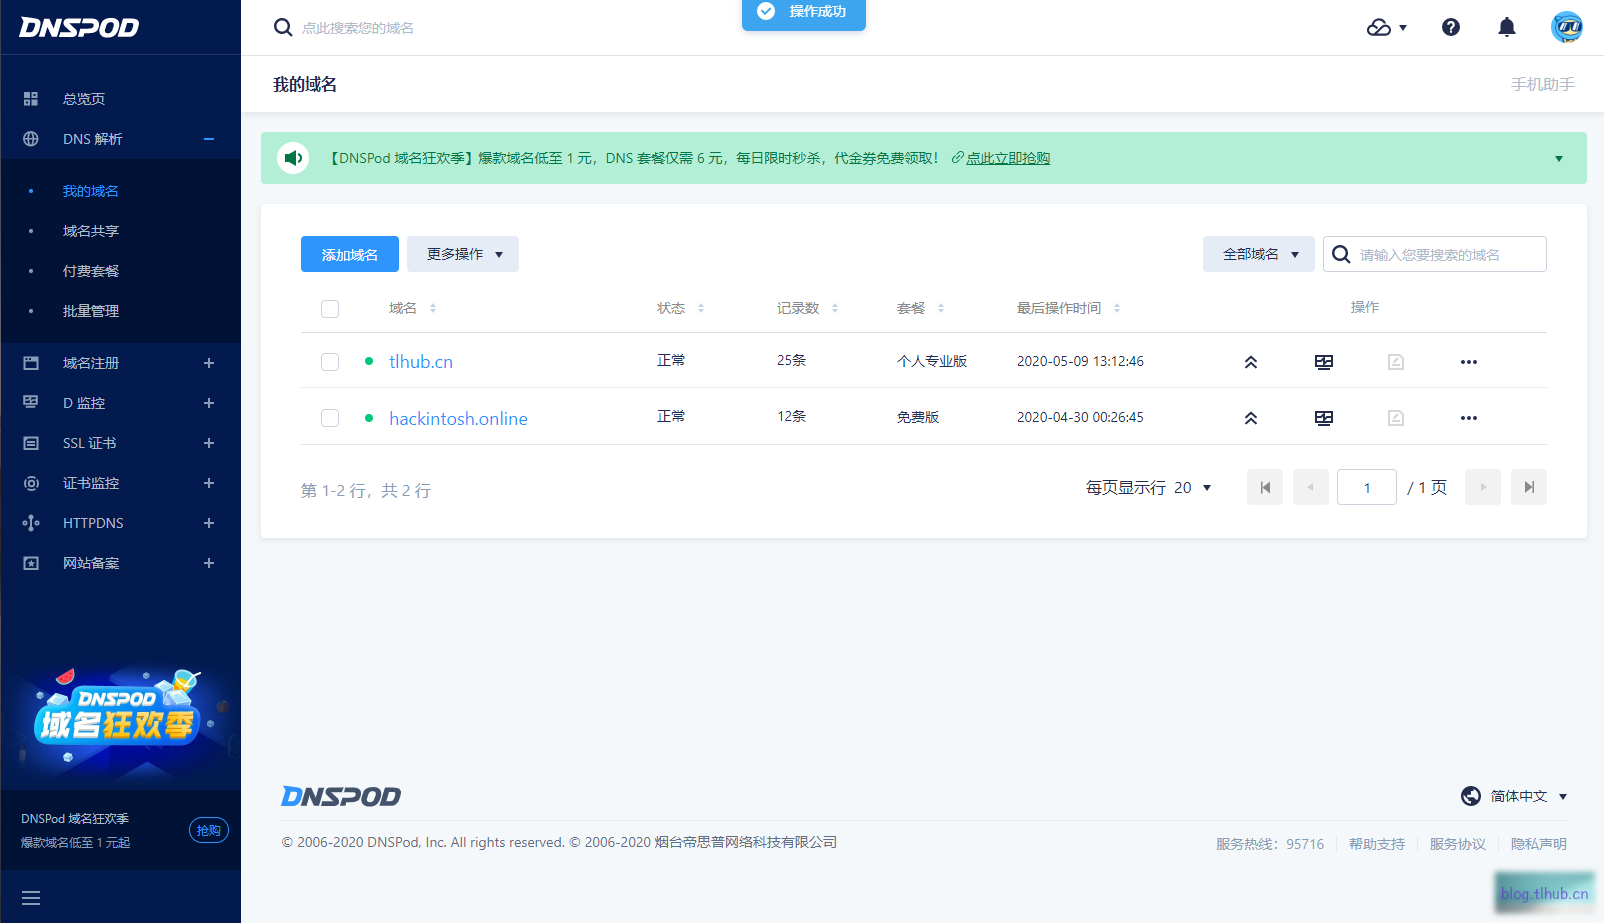 DNSPOD
点此搜索您的域名
操作成功
我的域名
手机助手
总览页
DNS 解析
我的域名
域名共享
付费套餐
批量管理
域名注册
D 监控
SSL 证书
证书监控
HTTPDNS
网站备案
DNSPOD
域名狂欢季
DNSPod 域名狂欢季
爆款域名低至 1 元起
抢购
【DNSPod 域名狂欢季】爆款域名低至 1 元，DNS 套餐仅需 6 元，每日限时秒杀，代金券免费领取！ 点此立即抢购
添加域名 更多操作 全部域名 请输入您要搜索的域名
域名 状态 记录数 套餐 最后操作时间 操作
tlhub.cn 正常 25条 个人专业版 2020-05-09 13:12:46
hackintosh.online 正常 12条 免费版 2020-04-30 00:26:45
第 1-2 行，共 2 行 每页显示行 20 1 / 1 页
DNSPOD
简体中文
© 2006-2020 DNSPod, Inc. All rights reserved. © 2006-2020 烟台帝思普网络科技有限公司
服务热线：95716 帮助支持 服务协议 隐私声明
blog.tlhub.cn